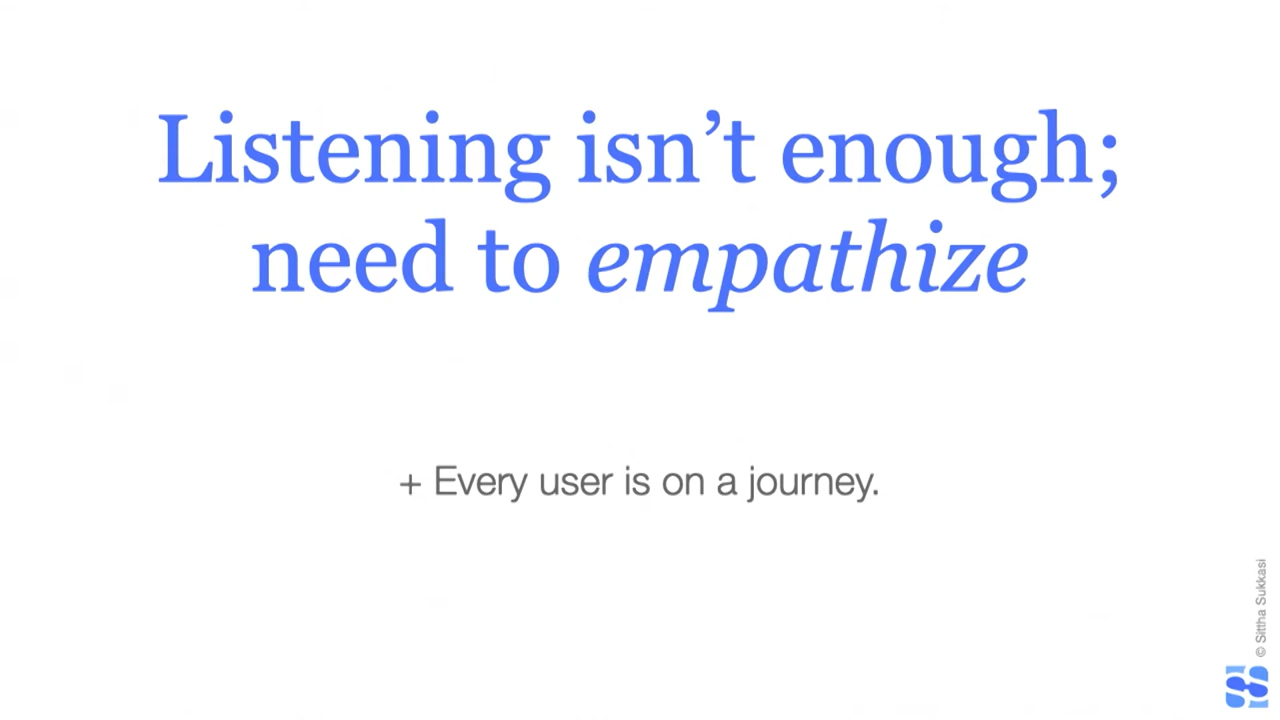 Listening isn’t enough;
need to empathize
+ Every user is on a journey.
© Sittha Sukkasi